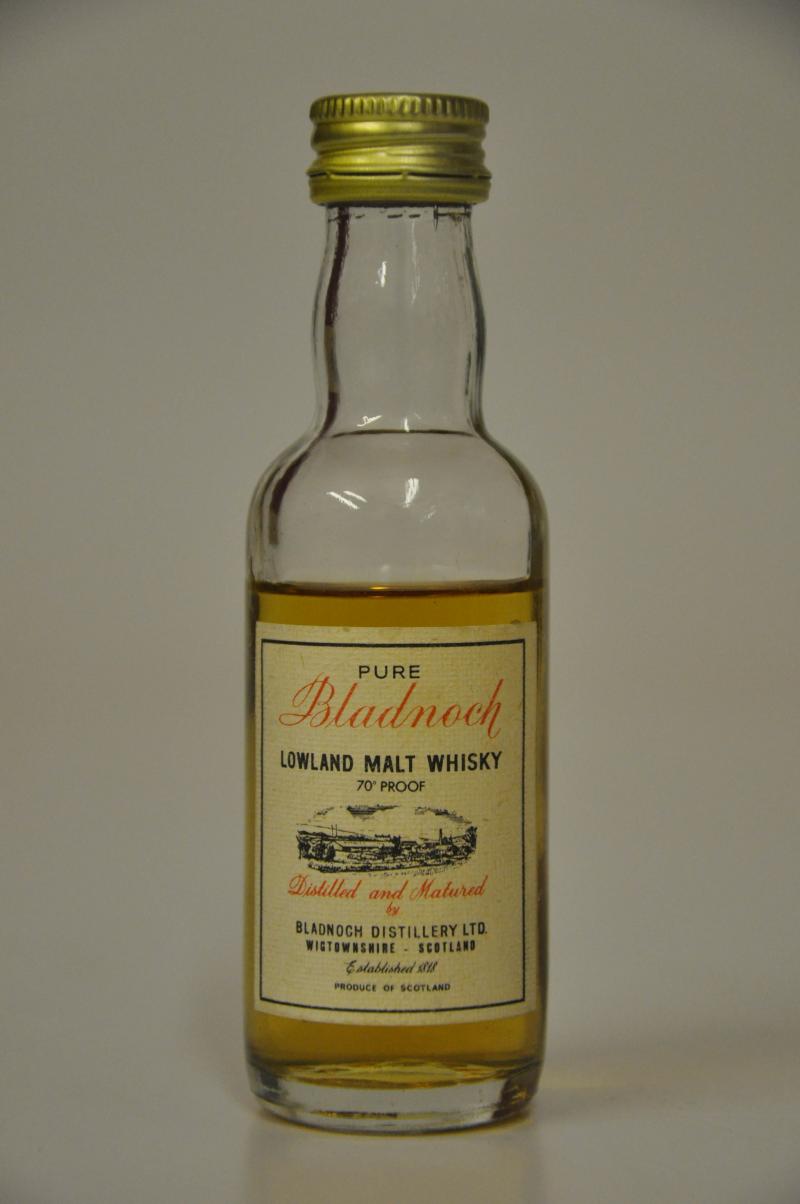 PURE
Bladnoch
LOWLAND MALT WHISKY
70° PROOF
Distilled and Matured
by
BLADNOCH DISTILLERY LTD.
WIGTOWNSHIRE - SCOTLAND
Established 1818
PRODUCE OF SCOTLAND